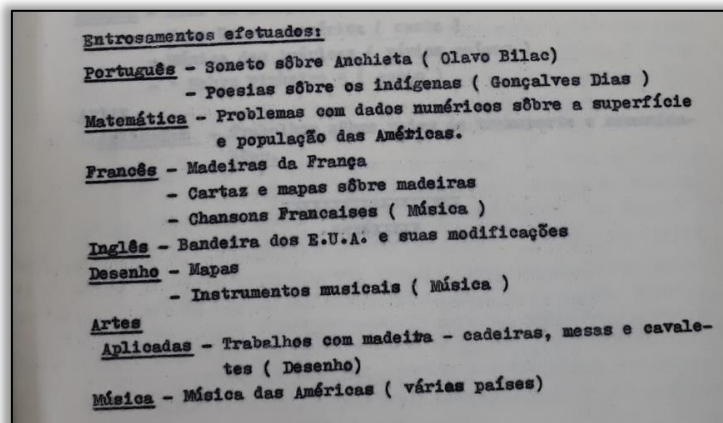 Entrosamentos efetuados:
Português - Soneto sôbre Anchieta ( Olavo Bilac)
- Poesias sôbre os indígenas ( Gonçalves Dias )
Matemática - Problemas com dados numéricos sôbre a superfície
e população das Américas.
Francês - Madeiras da França
- Cartaz e mapas sôbre madeiras
- Chansons Francaises ( Música )
Inglês - Bandeira dos E.U.A. e suas modificações
Desenho - Mapas
- Instrumentos musicais ( Música )
Artes
Aplicadas - Trabalhos com madeira - cadeiras, mesas e cavale-
tes ( Desenho)
Música - Música das Américas ( várias países)